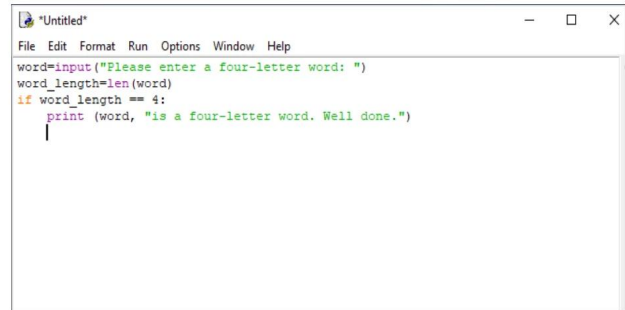 *Untitled*
File Edit Format Run Options Window Help
word=input("Please enter a four-letter word: ")
word_length=len(word)
if word_length == 4:
    print (word, "is a four-letter word. Well done.")